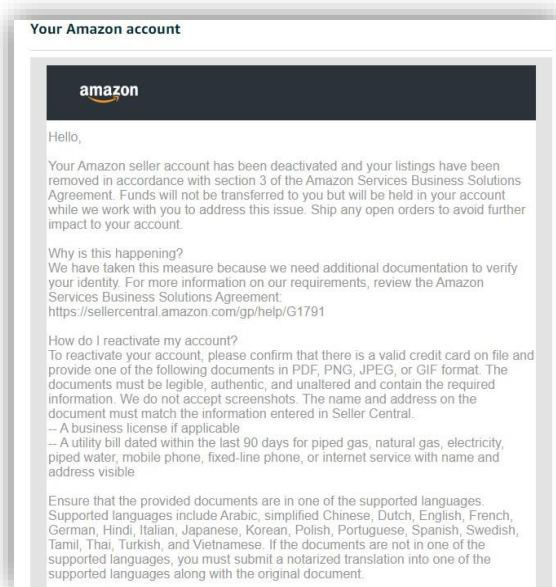 Your Amazon account
amazon
Hello,
Your Amazon seller account has been deactivated and your listings have been
removed in accordance with section 3 of the Amazon Services Business Solutions
Agreement. Funds will not be transferred to you but will be held in your account
while we work with you to address this issue. Ship any open orders to avoid further
impact to your account.
Why is this happening?
We have taken this measure because we need additional documentation to verify
your identity. For more information on our requirements, review the Amazon
Services Business Solutions Agreement:
https://sellercentral.amazon.com/gp/help/G1791
How do I reactivate my account?
To reactivate your account, please confirm that there is a valid credit card on file and
provide one of the following documents in PDF, PNG, JPEG, or GIF format. The
documents must be legible, authentic, and unaltered and contain the required
information. We do not accept screenshots. The name and address on the
document must match the information entered in Seller Central.
-- A business license if applicable
-- A utility bill dated within the last 90 days for piped gas, natural gas, electricity,
piped water, mobile phone, fixed-line phone, or internet service with name and
address visible
Ensure that the provided documents are in one of the supported languages.
Supported languages include Arabic, simplified Chinese, Dutch, English, French,
German, Hindi, Italian, Japanese, Korean, Polish, Portuguese, Spanish, Swedish,
Tamil, Thai, Turkish, and Vietnamese. If the documents are not in one of the
supported languages, you must submit a notarized translation into one of the
supported languages along with the original document.